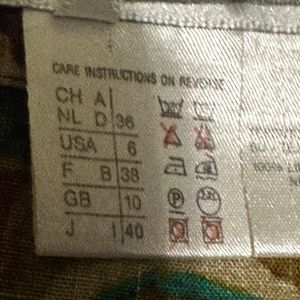 CARE INSTRUCTIONS ON REVERSE
CH A
NL D 36
USA 6
F B 38
GB 10
J I 40
P